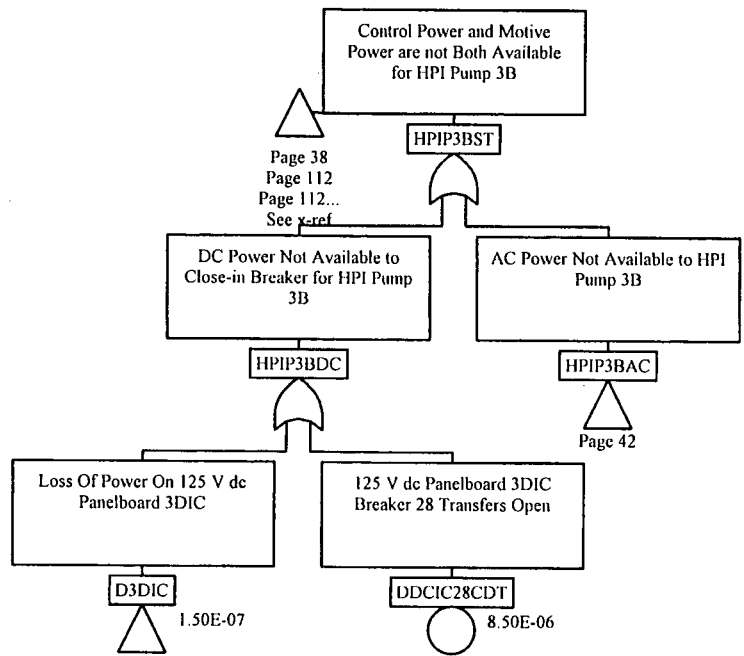 Control Power and Motive
Power are not Both Available
for HPI Pump 3B
HPIP3BST
Page 38
Page 112
Page 112...
See x-ref
DC Power Not Available to
Close-in Breaker for HPI Pump
3B
HPIP3BDC
AC Power Not Available to HPI
Pump 3B
HPIP3BAC
Page 42
Loss Of Power On 125 V dc
Panelboard 3DIC
D3DIC
1.50E-07
125 V dc Panelboard 3DIC
Breaker 28 Transfers Open
DDCIC28CDT
8.50E-06